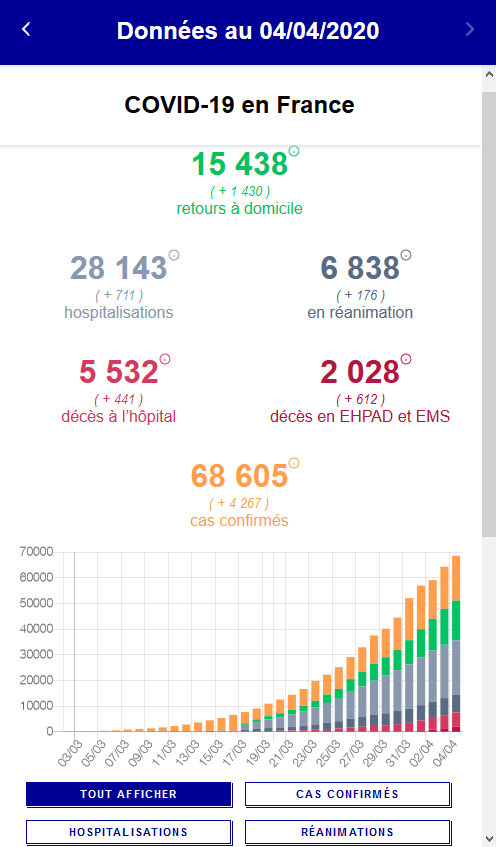 Données au 04/04/2020
COVID-19 en France
15 438
( + 1 430 )
retours à domicile
28 143
( + 711 )
hospitalisations
6 838
( + 176 )
en réanimation
5 532
( + 441 )
décès à l'hôpital
2 028
( + 612 )
décès en EHPAD et EMS
68 605
( + 4 267 )
cas confirmés
70000
60000
50000
40000
30000
20000
10000
0
03/03 05/03 07/03 09/03 11/03 13/03 15/03 17/03 19/03 21/03 23/03 25/03 27/03 29/03 31/03 02/04 04/04
TOUT AFFICHER
CAS CONFIRMÉS
HOSPITALISATIONS
RÉANIMATIONS